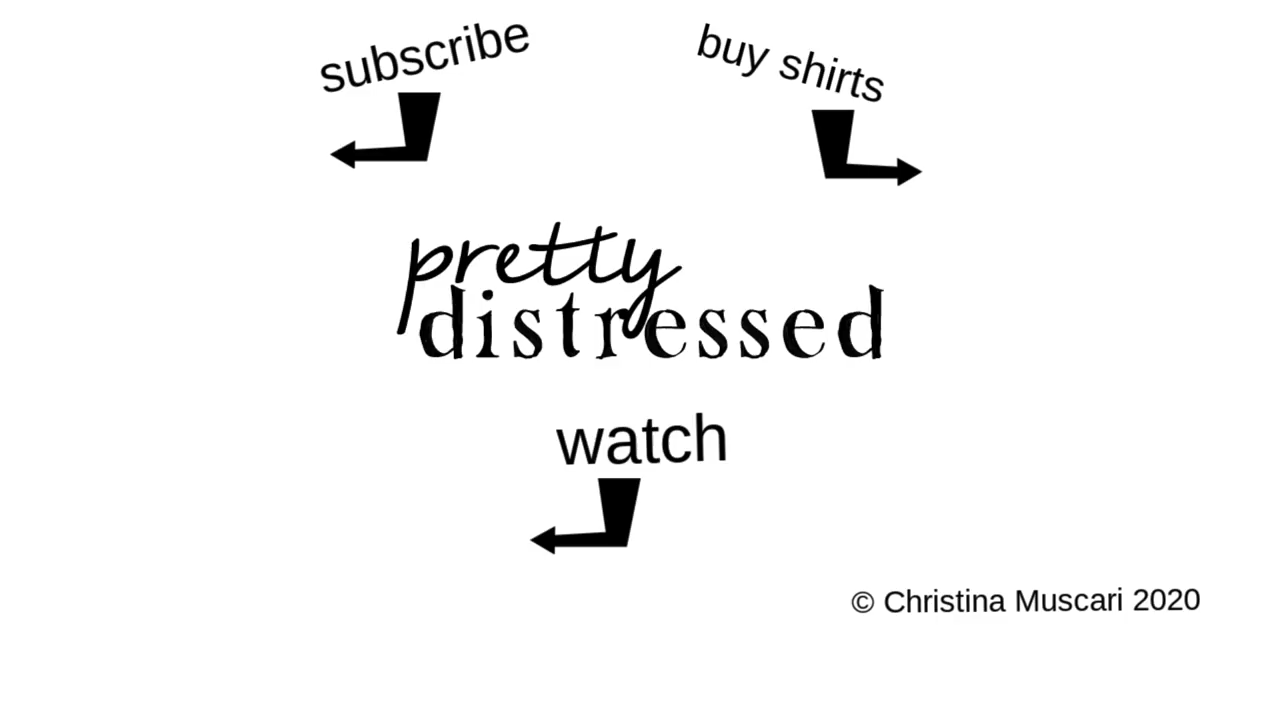 subscribe
buy shirts
pretty
distressed
watch
© Christina Muscari 2020